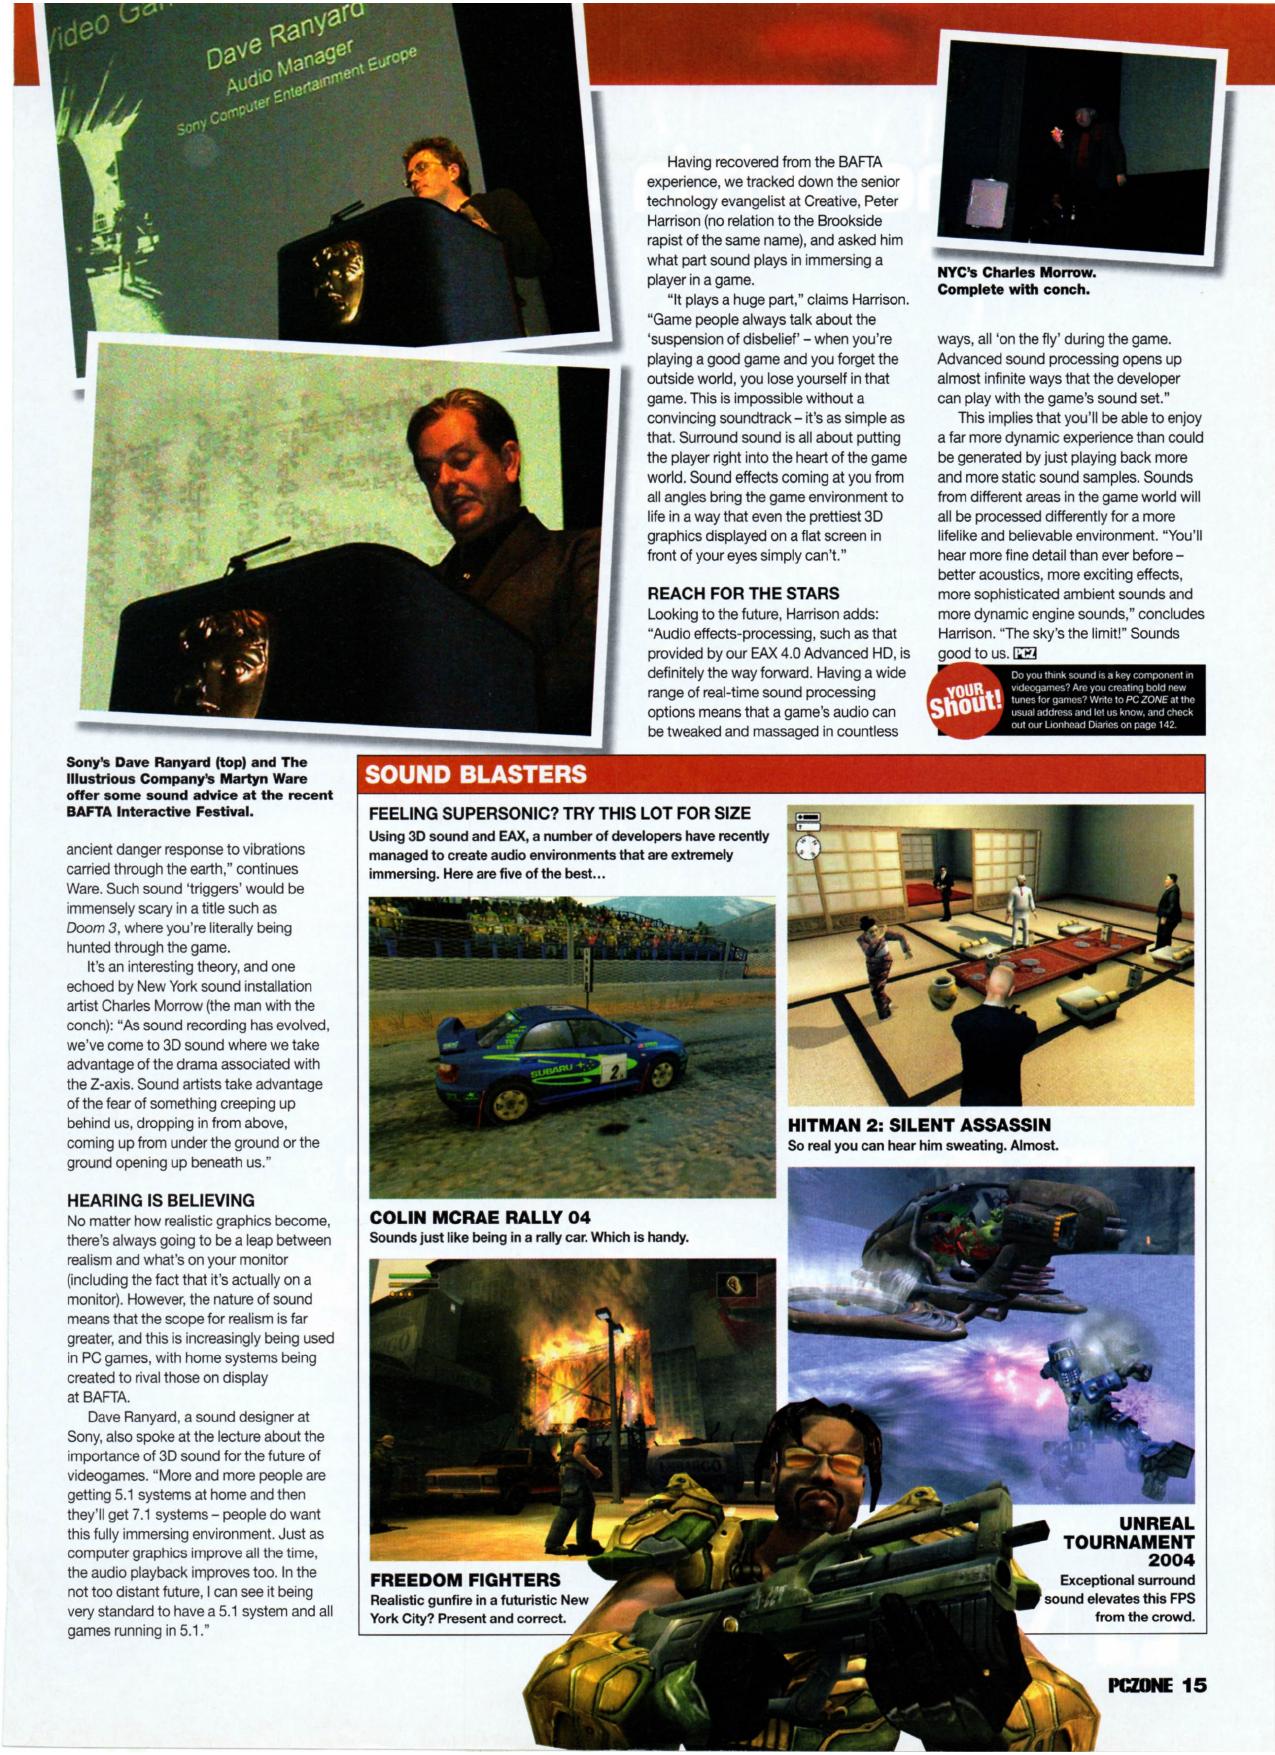 Video Gam
Dave Ranyard
Audio Manager
Sony Computer Entertainment Europe
Sony's Dave Ranyard (top) and The
Illustrious Company's Martyn Ware
offer some sound advice at the recent
BAFTA Interactive Festival.
ancient danger response to vibrations
carried through the earth,” continues
Ware. Such sound ‘triggers’ would be
immensely scary in a title such as
Doom 3, where you're literally being
hunted through the game.
It's an interesting theory, and one
echoed by New York sound installation
artist Charles Morrow (the man with the
conch): “As sound recording has evolved,
we've come to 3D sound where we take
advantage of the drama associated with
the Z-axis. Sound artists take advantage
of the fear of something creeping up
behind us, dropping in from above,
coming up from under the ground or the
ground opening up beneath us.”
HEARING IS BELIEVING
No matter how realistic graphics become,
there's always going to be a leap between
realism and what's on your monitor
(including the fact that it's actually on a
monitor). However, the nature of sound
means that the scope for realism is far
greater, and this is increasingly being used
in PC games, with home systems being
created to rival those on display
at BAFTA.
Dave Ranyard, a sound designer at
Sony, also spoke at the lecture about the
importance of 3D sound for the future of
videogames. “More and more people are
getting 5.1 systems at home and then
they'll get 7.1 systems – people do want
this fully immersing environment. Just as
computer graphics improve all the time,
the audio playback improves too. In the
not too distant future, I can see it being
very standard to have a 5.1 system and all
games running in 5.1.”
Having recovered from the BAFTA
experience, we tracked down the senior
technology evangelist at Creative, Peter
Harrison (no relation to the Brookside
rapist of the same name), and asked him
what part sound plays in immersing a
player in a game.
“It plays a huge part,” claims Harrison.
“Game people always talk about the
‘suspension of disbelief’ – when you're
playing a good game and you forget the
outside world, you lose yourself in that
game. This is impossible without a
convincing soundtrack – it's as simple as
that. Surround sound is all about putting
the player right into the heart of the game
world. Sound effects coming at you from
all angles bring the game environment to
life in a way that even the prettiest 3D
graphics displayed on a flat screen in
front of your eyes simply can't.”
REACH FOR THE STARS
Looking to the future, Harrison adds:
“Audio effects-processing, such as that
provided by our EAX 4.0 Advanced HD, is
definitely the way forward. Having a wide
range of real-time sound processing
options means that a game's audio can
be tweaked and massaged in countless
NYC's Charles Morrow.
Complete with conch.
ways, all ‘on the fly’ during the game.
Advanced sound processing opens up
almost infinite ways that the developer
can play with the game's sound set.”
This implies that you'll be able to enjoy
a far more dynamic experience than could
be generated by just playing back more
and more static sound samples. Sounds
from different areas in the game world will
all be processed differently for a more
lifelike and believable environment. “You'll
hear more fine detail than ever before –
better acoustics, more exciting effects,
more sophisticated ambient sounds and
more dynamic engine sounds,” concludes
Harrison. “The sky's the limit!” Sounds
good to us. PCZ
YOUR
Shout!
Do you think sound is a key component in
videogames? Are you creating bold new
tunes for games? Write to PC ZONE at the
usual address and let us know, and check
out our Lionhead Diaries on page 142.
SOUND BLASTERS
FEELING SUPERSONIC? TRY THIS LOT FOR SIZE
Using 3D sound and EAX, a number of developers have recently
managed to create audio environments that are extremely
immersing. Here are five of the best...
SUBARU
2
COLIN MCRAE RALLY 04
Sounds just like being in a rally car. Which is handy.
HITMAN 2: SILENT ASSASSIN
So real you can hear him sweating. Almost.
FREEDOM FIGHTERS
Realistic gunfire in a futuristic New
York City? Present and correct.
UNREAL
TOURNAMENT
2004
Exceptional surround
sound elevates this FPS
from the crowd.
PCZONE 15